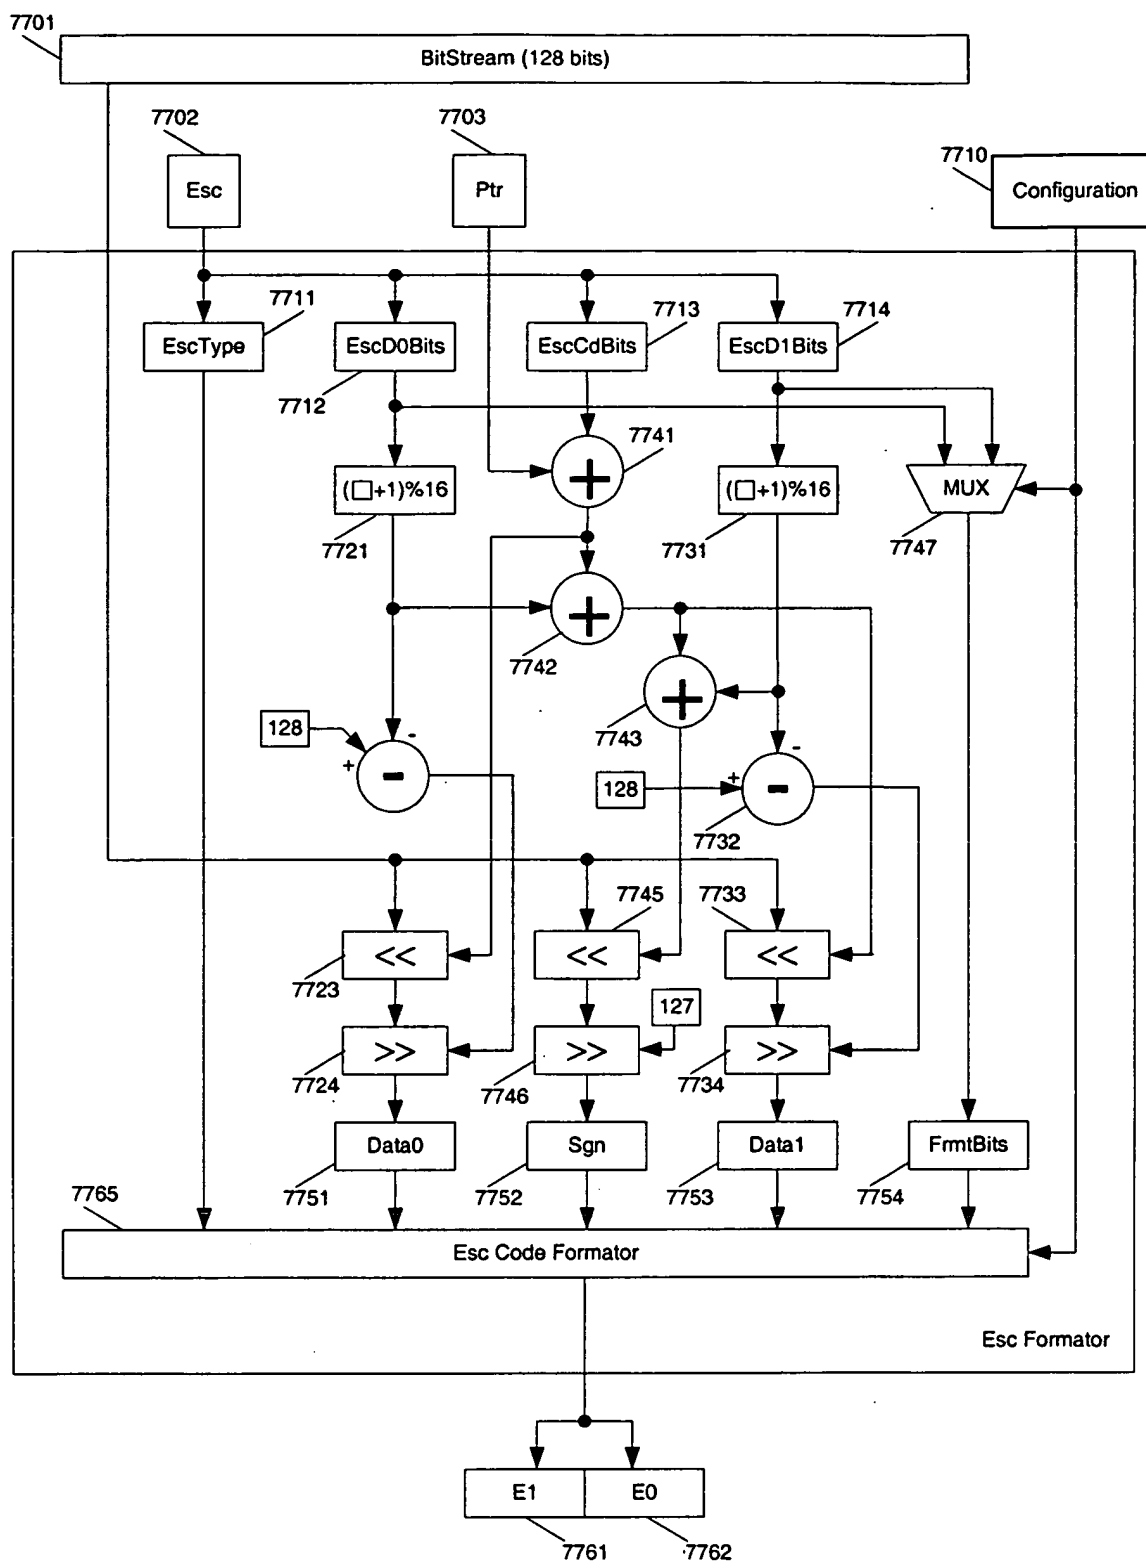 7701
BitStream (128 bits)
7702
7703
7710
Esc
Ptr
Configuration
7711
7713
7714
EscType
EscD0Bits
EscCdBits
EscD1Bits
7712
7741
(□+1)%16
+
(□+1)%16
MUX
7721
7731
7747
+
7742
+
7743
128
-
+
-
128
+
-
-
7732
7745
7733
<<
<<
<<
7723
127
>>
>>
>>
7724
7746
7734
Data0
Sgn
Data1
FrmtBits
7765
7751
7752
7753
7754
Esc Code Formator
Esc Formator
E1
E0
7761
7762